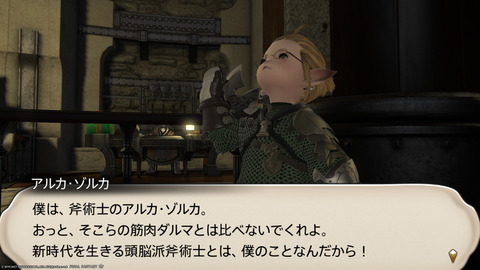 アルカ・ゾルカ
僕は、斧術士のアルカ・ゾルカ。
おっと、そこらの筋肉ダルマとは比べないでくれよ。
新時代を生きる頭脳派斧術士とは、僕のことなんだから！
FINAL FANTASY XIV